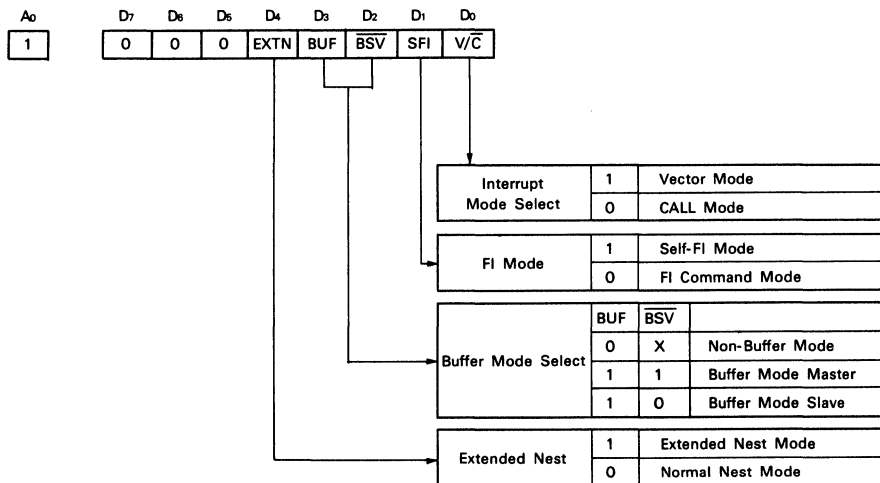 A0 D7 D6 D5 D4 D3 D2 D1 D0
1 0 0 0 EXTN BUF B̅S̅V̅ SFI V/C̅
Interrupt Mode Select
1 Vector Mode
0 CALL Mode
FI Mode
1 Self-FI Mode
0 FI Command Mode
Buffer Mode Select
BUF B̅S̅V̅
0 X Non-Buffer Mode
1 1 Buffer Mode Master
1 0 Buffer Mode Slave
Extended Nest
1 Extended Nest Mode
0 Normal Nest Mode